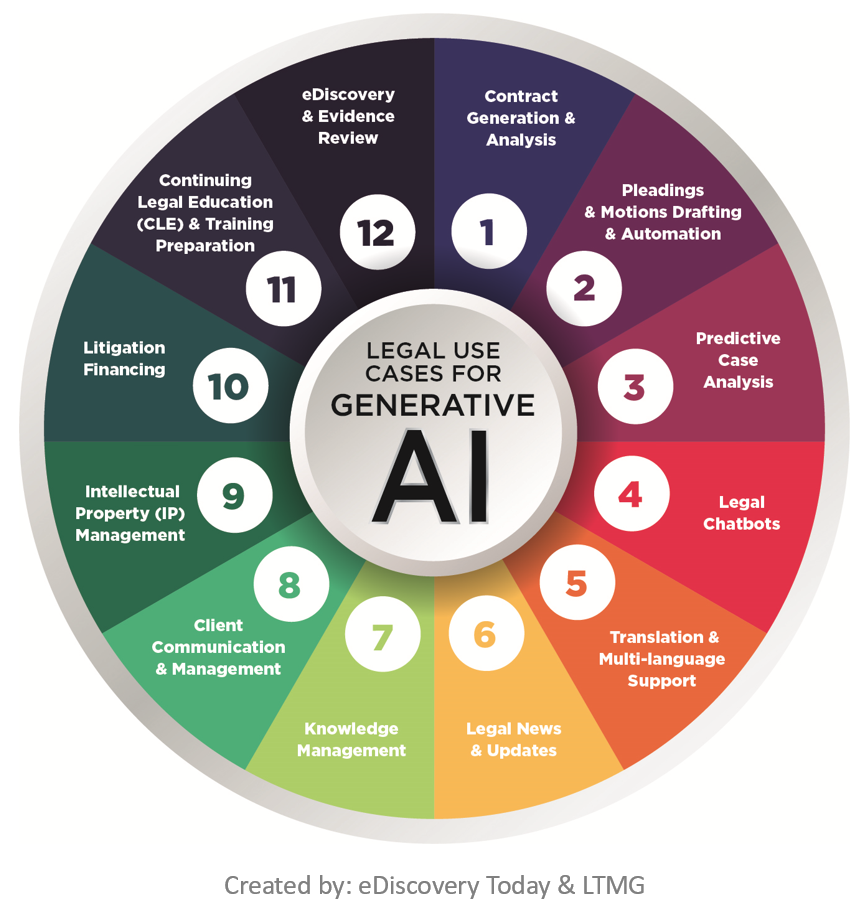 LEGAL USE
CASES FOR
GENERATIVE
AI
1
Contract
Generation &
Analysis
2
Pleadings
& Motions Drafting
& Automation
3
Predictive
Case
Analysis
4
Legal
Chatbots
5
Translation &
Multi-language
Support
6
Legal News
& Updates
7
Knowledge
Management
8
Client
Communication
& Management
9
Intellectual
Property (IP)
Management
10
Litigation
Financing
11
Continuing
Legal Education
(CLE) & Training
Preparation
12
eDiscovery
& Evidence
Review
Created by: eDiscovery Today & LTMG